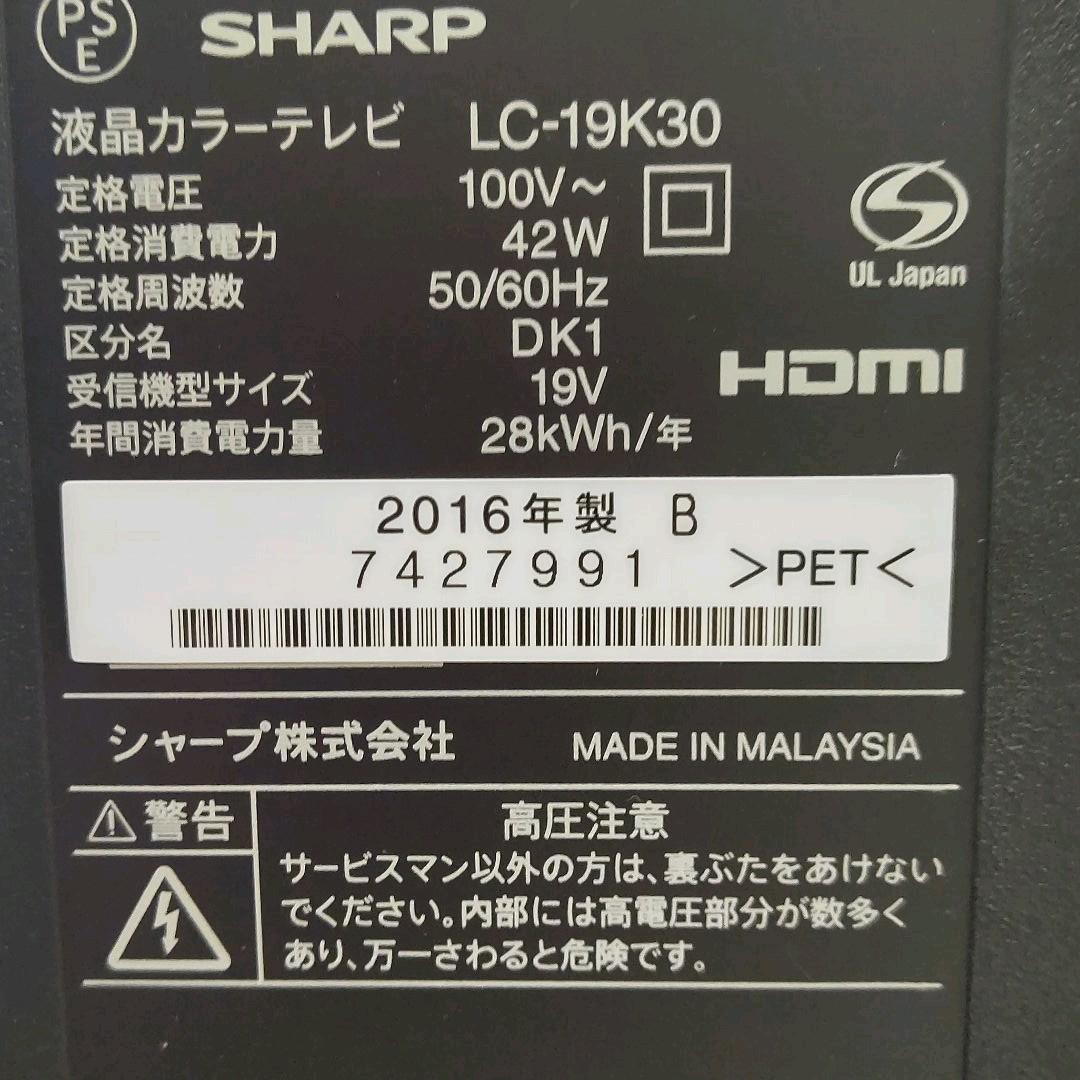 PSE
SHARP
液晶カラーテレビ LC-19K30
定格電圧 100V～
定格消費電力 42W
定格周波数 50/60Hz
区分名 DK1
受信機型サイズ 19V
年間消費電力量 28kWh/年
UL Japan
HDMI
2016年製 B
7427991 >PET<
シャープ株式会社 MADE IN MALAYSIA
警告
高圧注意
サービスマン以外の方は、裏ぶたをあけない
でください。内部には高電圧部分が数多く
あり、万一さわると危険です。